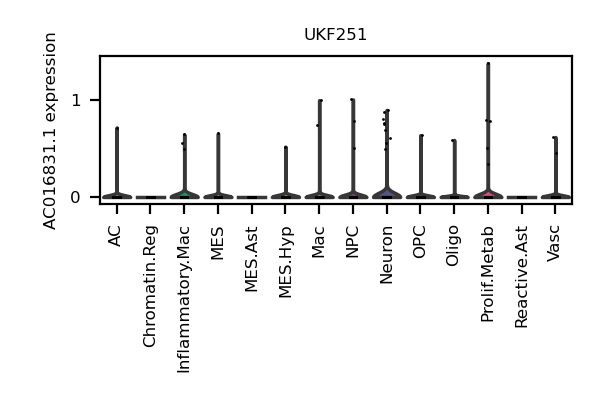 UKF251
AC016831.1 expression
1
0
AC
Chromatin.Reg
Inflammatory.Mac
MES
MES.Ast
MES.Hyp
Mac
NPC
Neuron
OPC
Oligo
Prolif.Metab
Reactive.Ast
Vasc